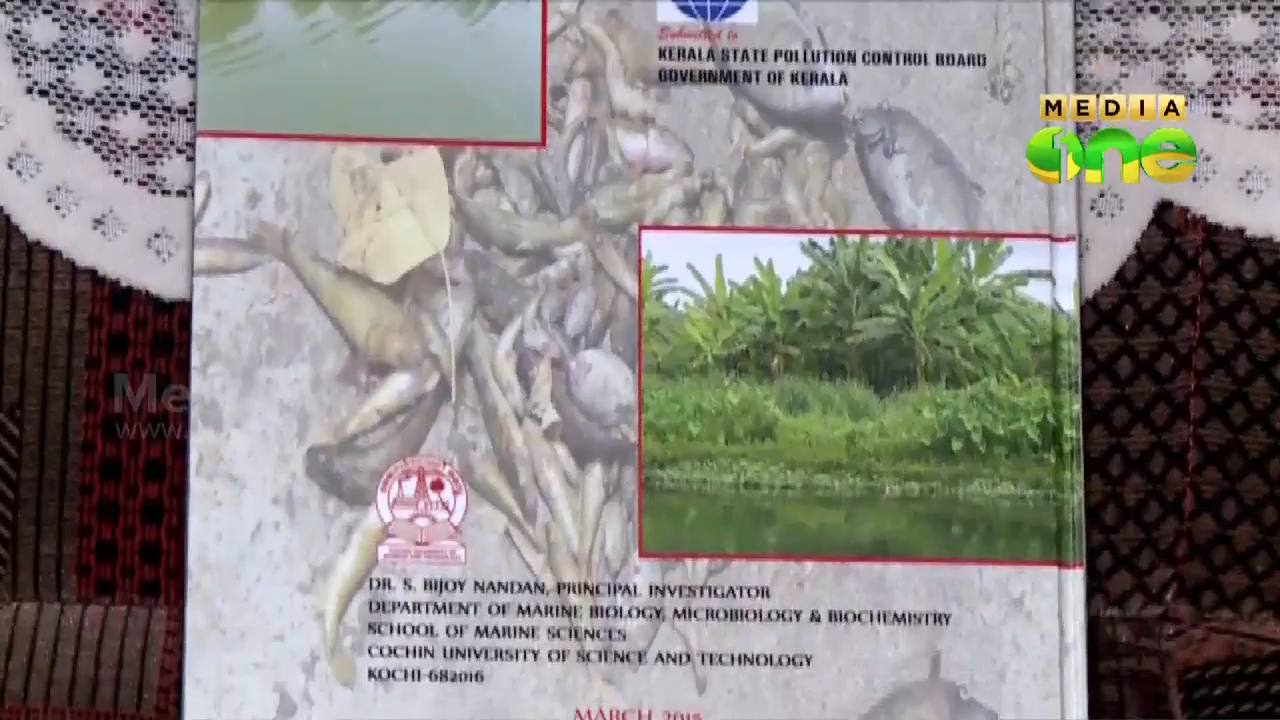 Submitted to
KERALA STATE POLLUTION CONTROL BOARD
GOVERNMENT OF KERALA
MEDIA
One
DR. S. BIJOY NANDAN, PRINCIPAL INVESTIGATOR
DEPARTMENT OF MARINE BIOLOGY, MICROBIOLOGY & BIOCHEMISTRY
SCHOOL OF MARINE SCIENCES
COCHIN UNIVERSITY OF SCIENCE AND TECHNOLOGY
KOCHI-682016
MARCH